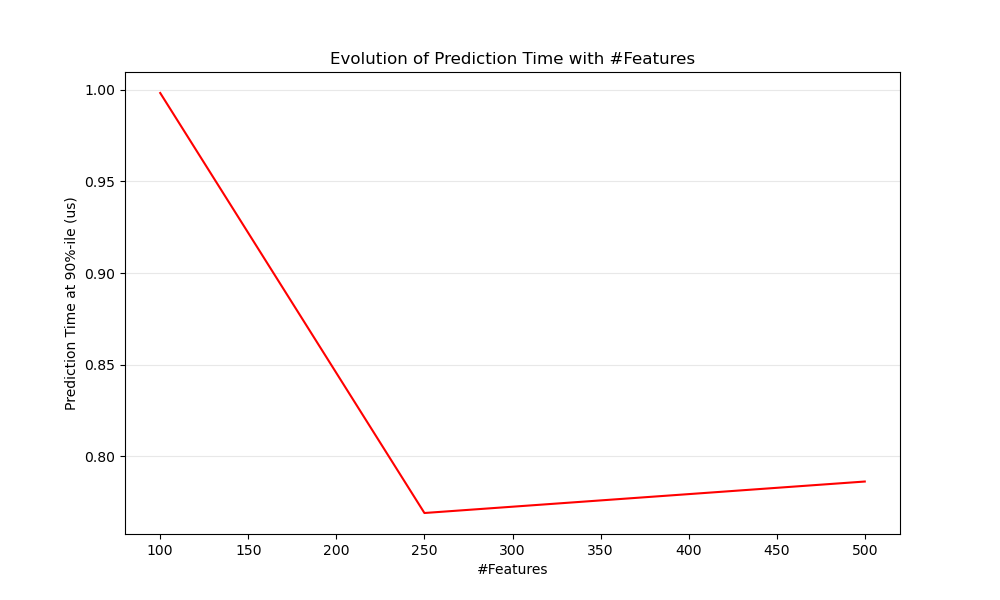 Evolution of Prediction Time with #Features
1.00
0.95
0.90
0.85
0.80
Prediction Time at 90%-ile (us)
100 150 200 250 300 350 400 450 500
#Features